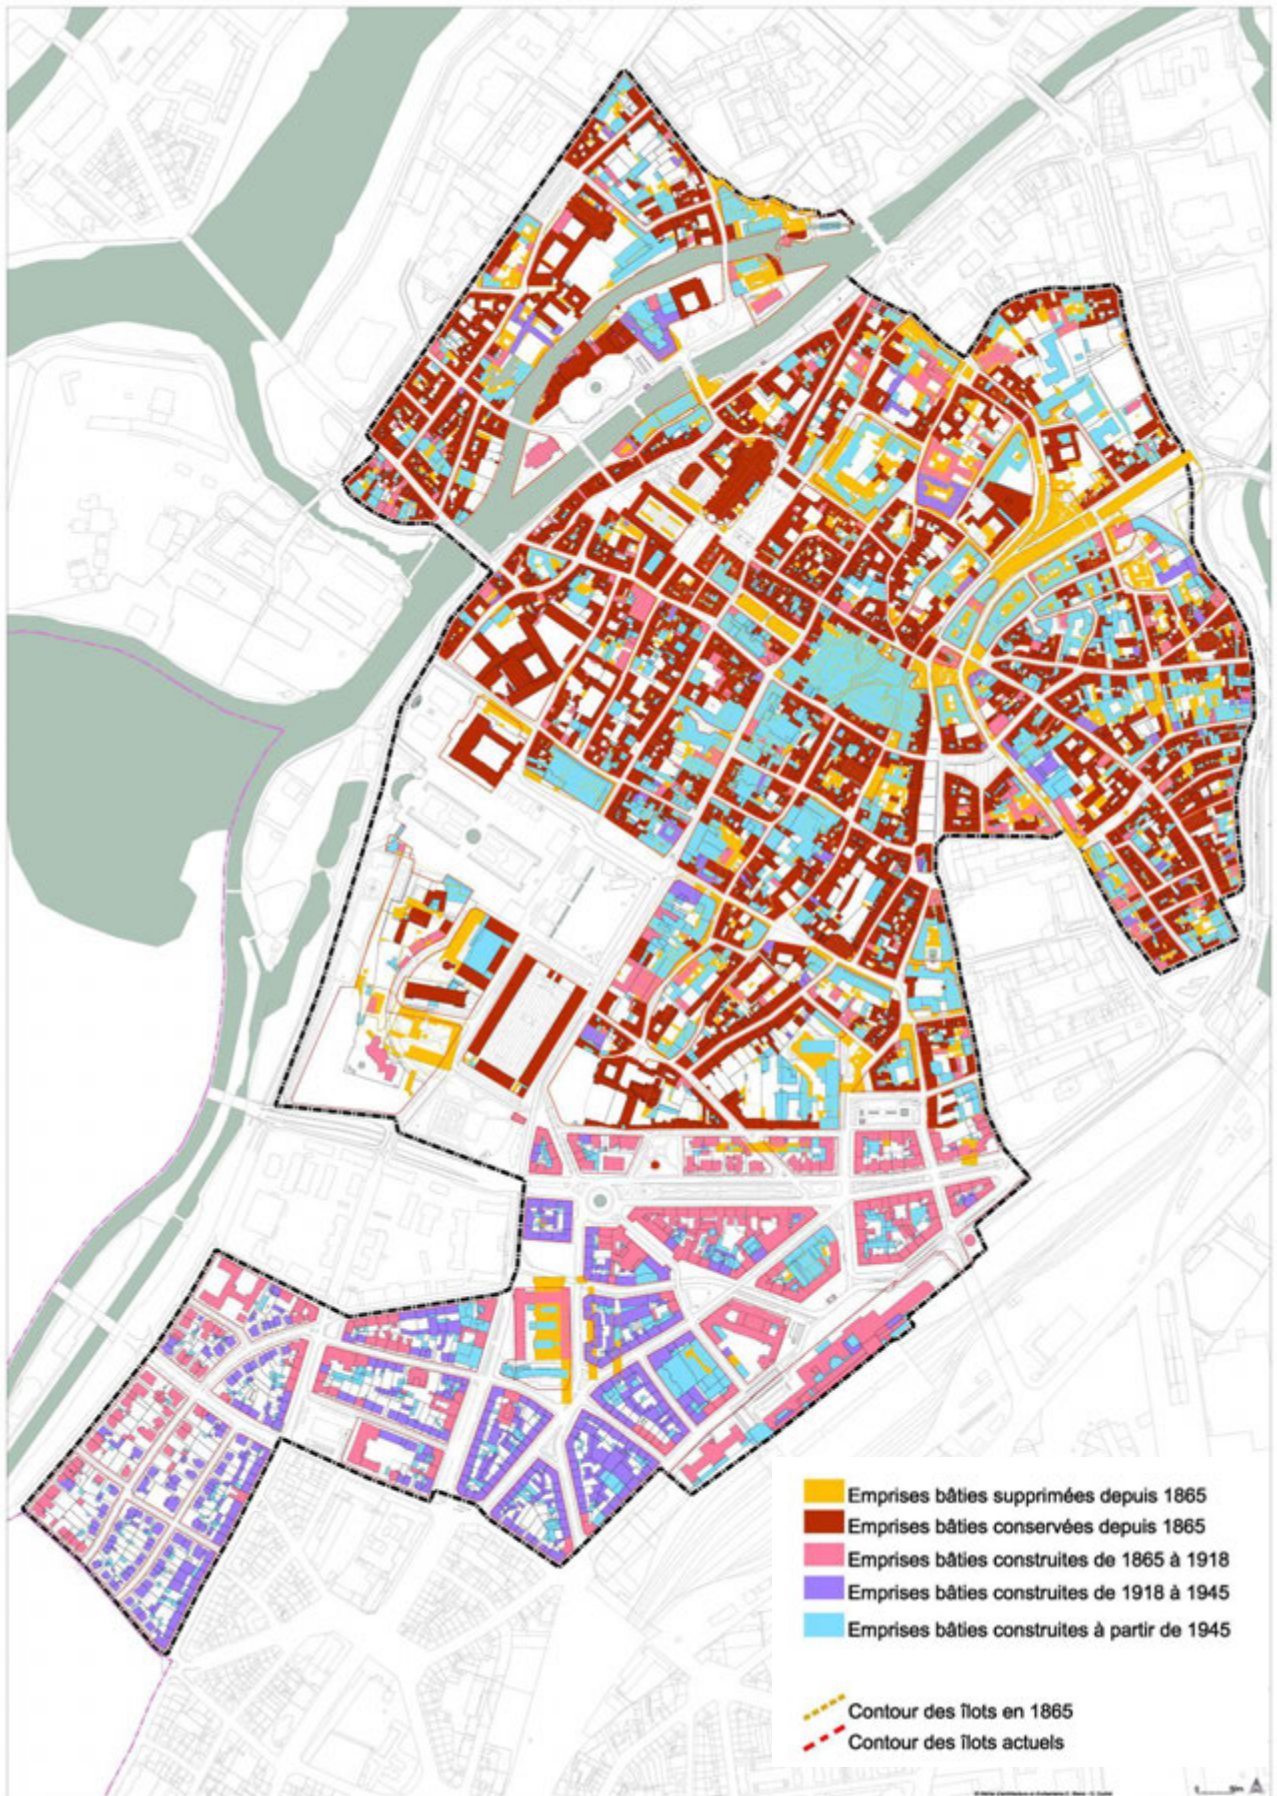 Emprises bâties supprimées depuis 1865
Emprises bâties conservées depuis 1865
Emprises bâties construites de 1865 à 1918
Emprises bâties construites de 1918 à 1945
Emprises bâties construites à partir de 1945
Contour des îlots en 1865
Contour des îlots actuels